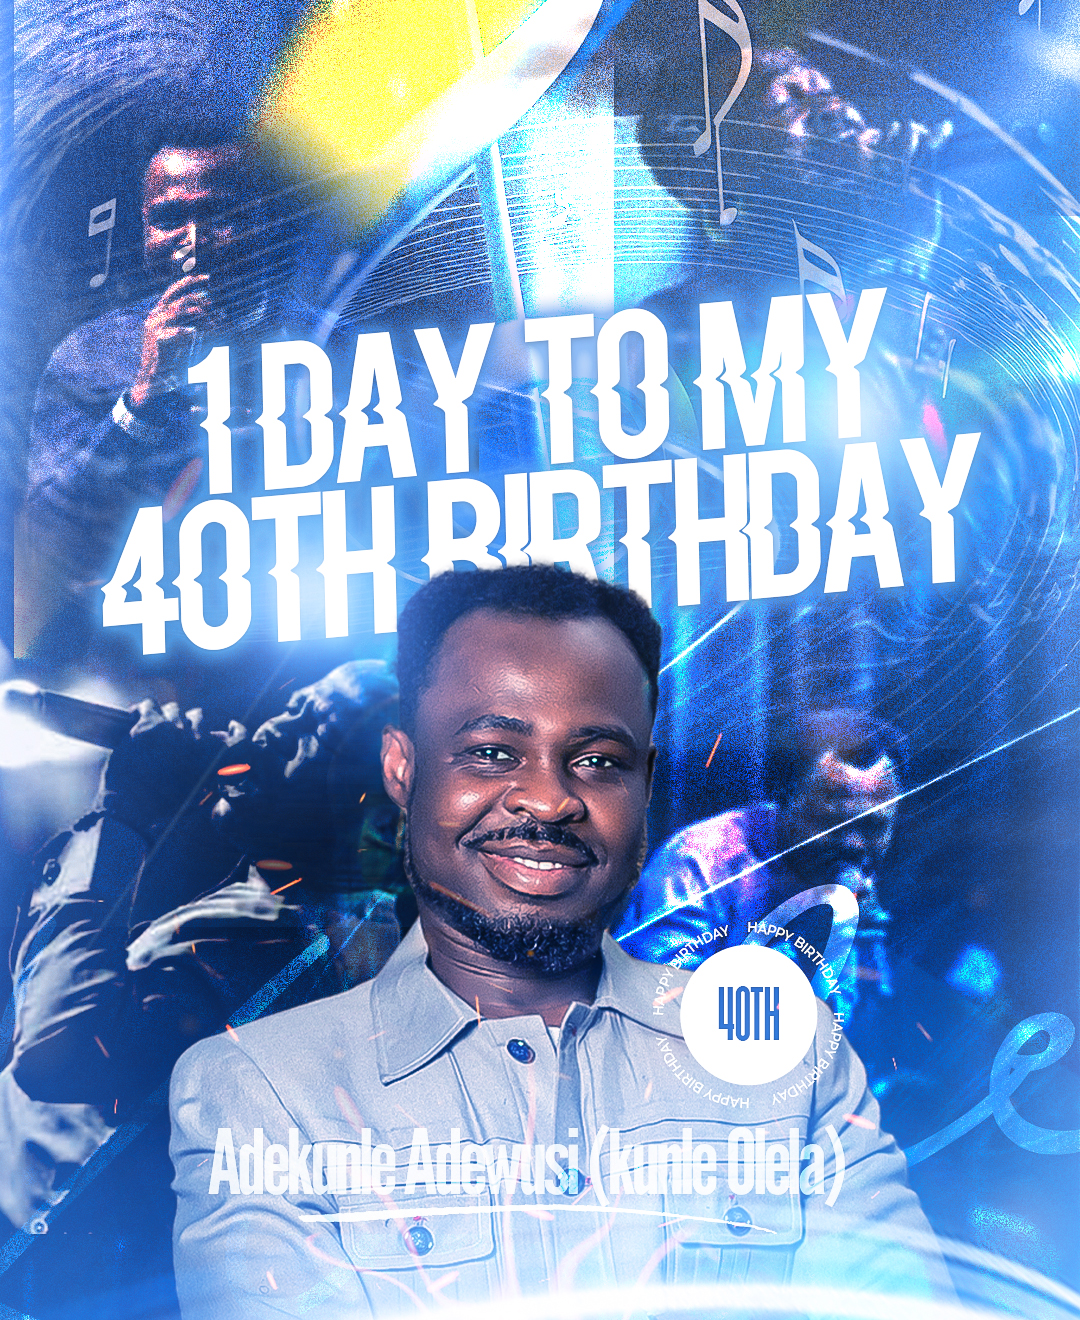 1 DAY TO MY
40TH BIRTHDAY
HAPPY BIRTHDAY HAPPY BIRTHDAY HAPPY BIRTHDAY HAPPY BIRTHDAY HAPPY BIRTHDAY
40TH
Adekunle Adewusi (kunle Olela)